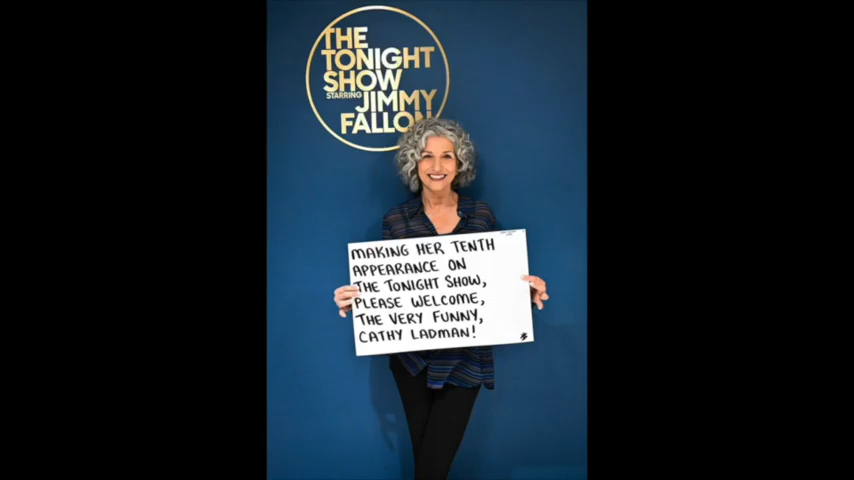 THE
TONIGHT
SHOW
STARRING
JIMMY
FALLON
MAKING HER TENTH
APPEARANCE ON
THE TONIGHT SHOW,
PLEASE WELCOME,
THE VERY FUNNY,
CATHY LADMAN!